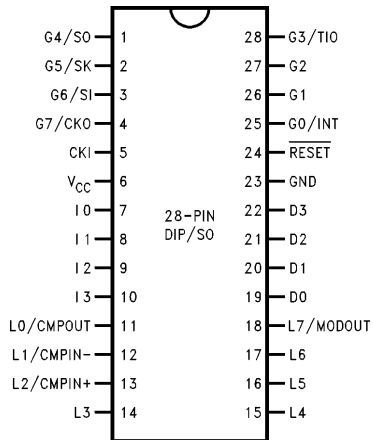 G4/SO 1 28 G3/TIO
G5/SK 2 27 G2
G6/SI 3 26 G1
G7/CKO 4 25 G0/INT
CKI 5 24 RESET
VCC 6 23 GND
I0 7 22 D3
28-PIN
DIP/SO
I1 8 21 D2
I2 9 20 D1
I3 10 19 D0
L0/CMPOUT 11 18 L7/MODOUT
L1/CMPIN- 12 17 L6
L2/CMPIN+ 13 16 L5
L3 14 15 L4